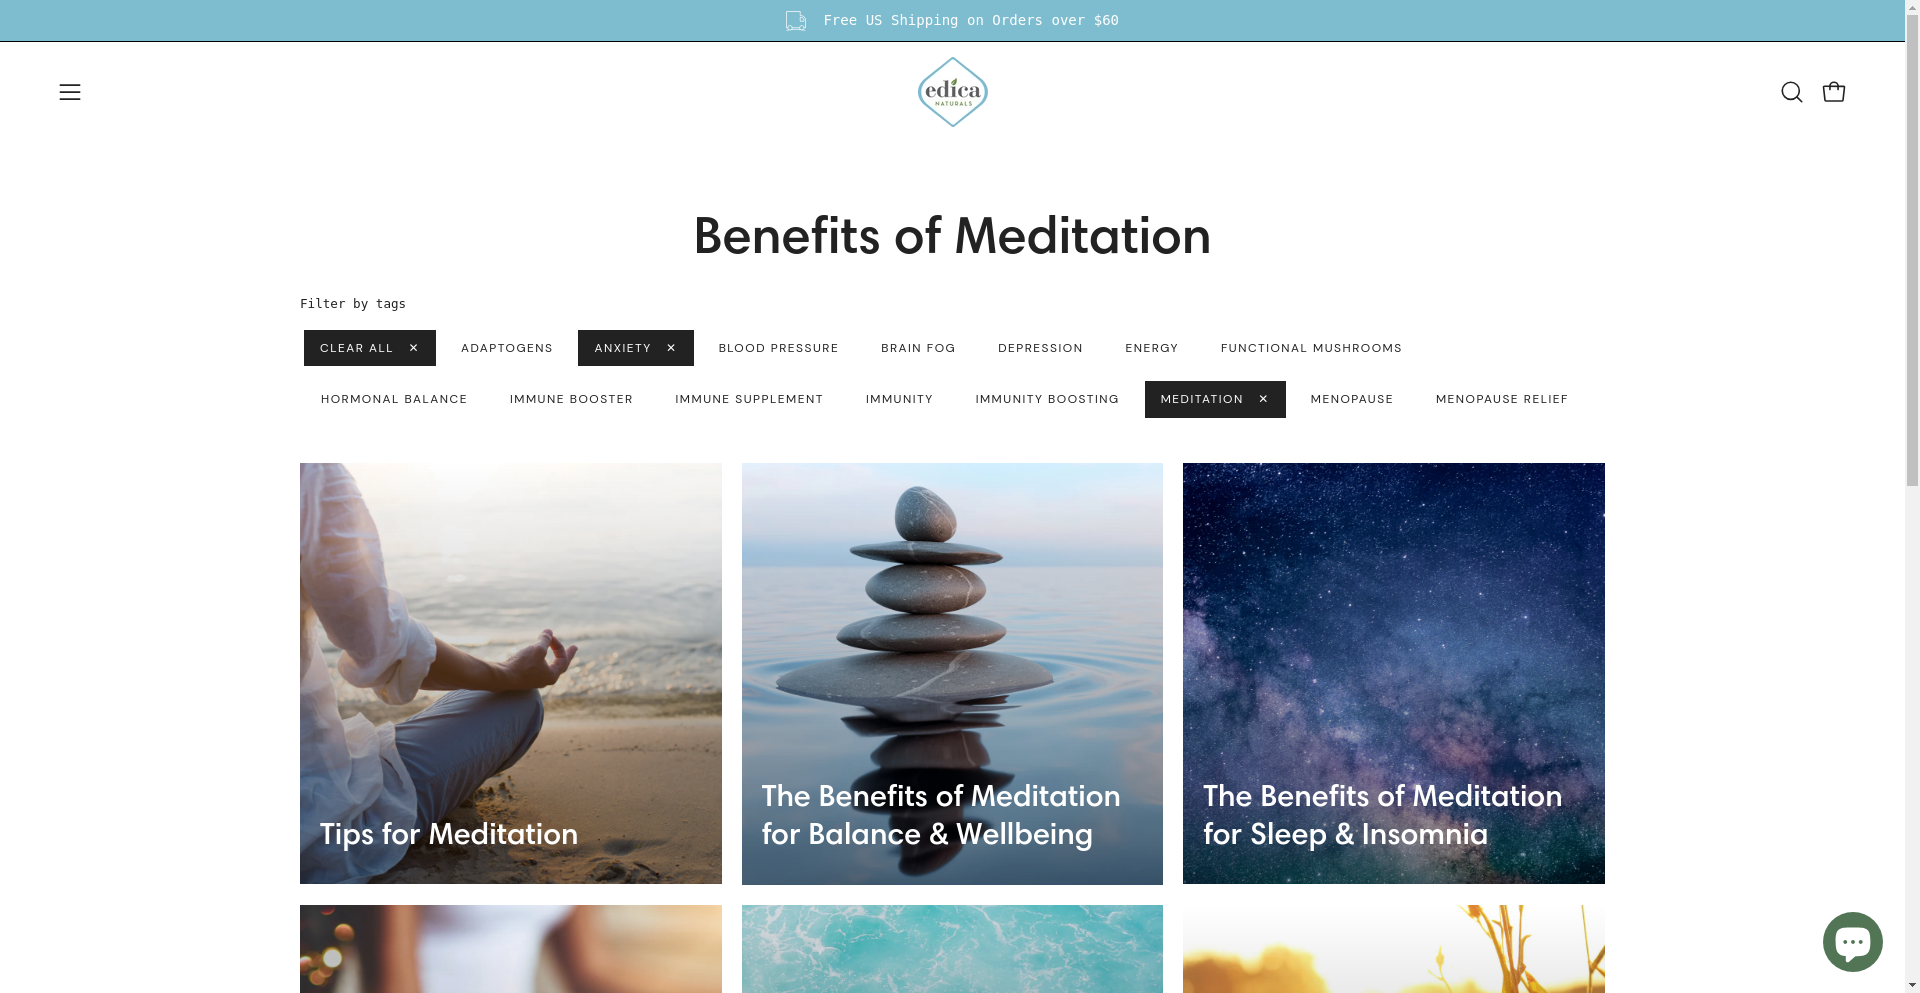 Free US Shipping on Orders over $60
edica
NATURALS
Benefits of Meditation
Filter by tags
CLEAR ALL ✕ ADAPTOGENS ANXIETY ✕ BLOOD PRESSURE BRAIN FOG DEPRESSION ENERGY FUNCTIONAL MUSHROOMS
HORMONAL BALANCE IMMUNE BOOSTER IMMUNE SUPPLEMENT IMMUNITY IMMUNITY BOOSTING MEDITATION ✕ MENOPAUSE MENOPAUSE RELIEF
Tips for Meditation
The Benefits of Meditation
for Balance & Wellbeing
The Benefits of Meditation
for Sleep & Insomnia